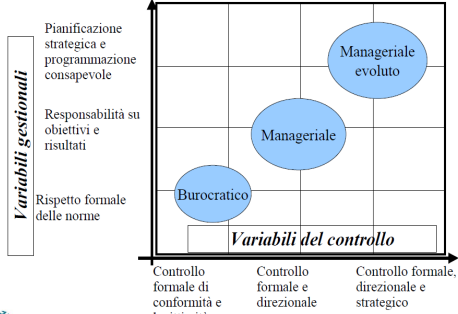 Pianificazione
strategica e
programmazione
consapevole
Responsabilità su
obiettivi e
risultati
Rispetto formale
delle norme
Variabili gestionali
Manageriale
evoluto
Manageriale
Burocratico
Variabili del controllo
Controllo
formale di
conformità e
Controllo
formale e
direzionale
Controllo formale,
direzionale e
strategico